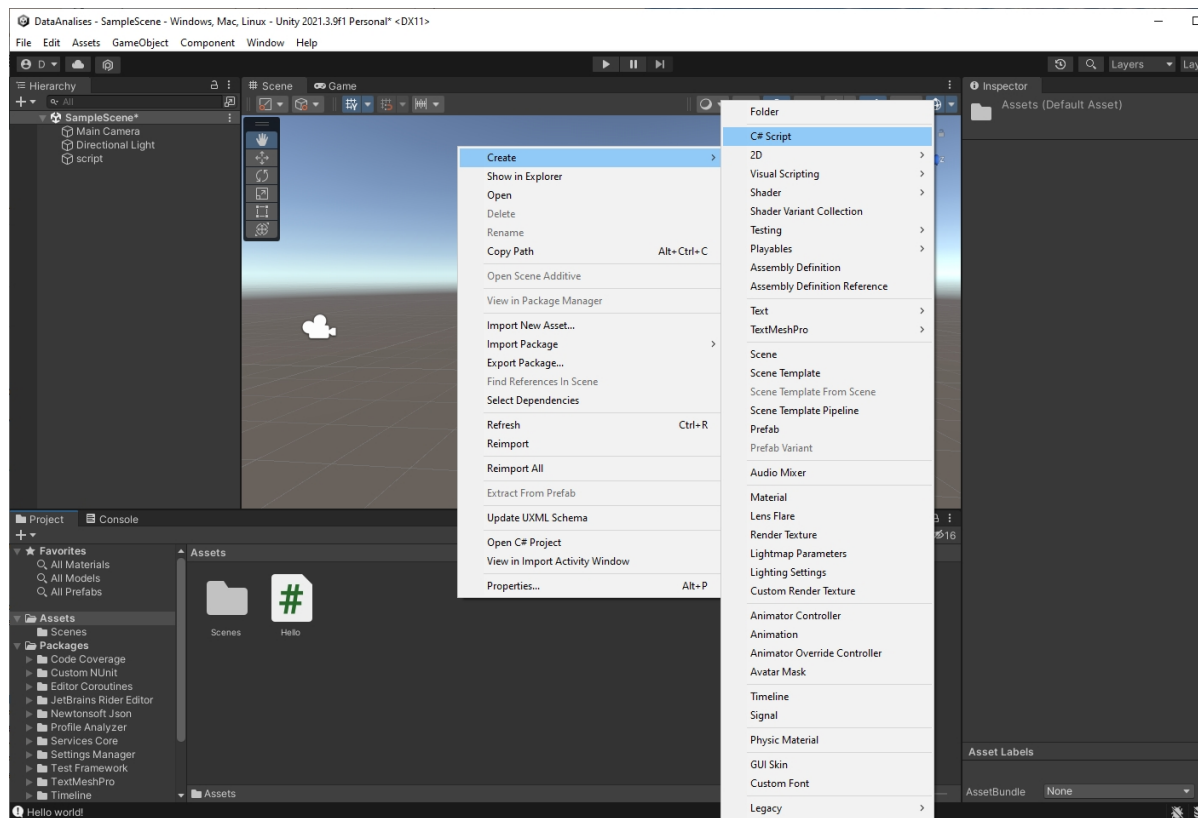 DataAnalises - SampleScene - Windows, Mac, Linux - Unity 2021.3.9f1 Personal* <DX11>
File Edit Assets GameObject Component Window Help
D
Layers
Lay
Hierarchy
All
SampleScene*
Main Camera
Directional Light
script
Scene
Game
Create
Show in Explorer
Open
Delete
Rename
Copy Path Alt+Ctrl+C
Open Scene Additive
View in Package Manager
Import New Asset...
Import Package
Export Package...
Find References In Scene
Select Dependencies
Refresh Ctrl+R
Reimport
Reimport All
Extract From Prefab
Update UXML Schema
Open C# Project
View in Import Activity Window
Properties... Alt+P
Folder
C# Script
2D
Visual Scripting
Shader
Shader Variant Collection
Testing
Playables
Assembly Definition
Assembly Definition Reference
Text
TextMeshPro
Scene
Scene Template
Scene Template From Scene
Scene Template Pipeline
Prefab
Prefab Variant
Audio Mixer
Material
Lens Flare
Render Texture
Lightmap Parameters
Lighting Settings
Custom Render Texture
Animator Controller
Animation
Animator Override Controller
Avatar Mask
Timeline
Signal
Physic Material
GUI Skin
Custom Font
Legacy
Inspector
Assets (Default Asset)
Asset Labels
AssetBundle None
Project
Console
16
Favorites
All Materials
All Models
All Prefabs
Assets
Scenes
Packages
Code Coverage
Custom NUnit
Editor Coroutines
JetBrains Rider Editor
Newtonsoft Json
Profile Analyzer
Services Core
Settings Manager
Test Framework
TextMeshPro
Timeline
Assets
Scenes
#
Hello
Assets
Hello world!